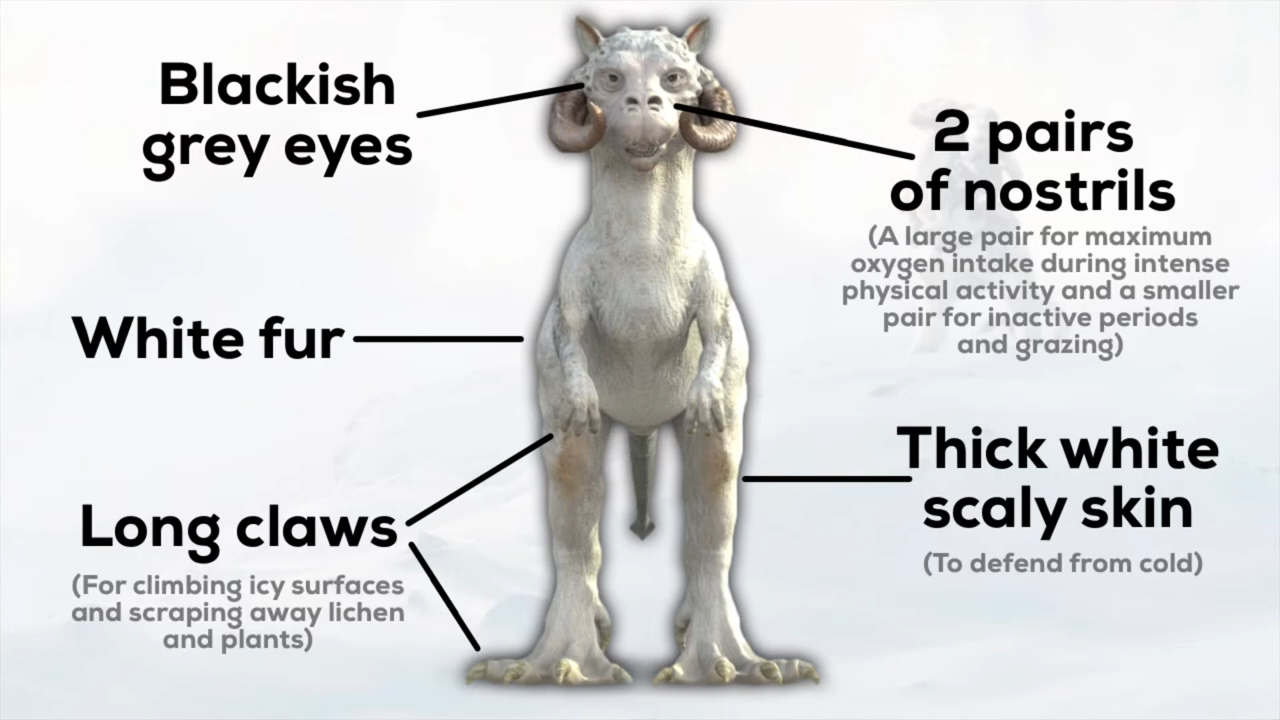 Blackish
grey eyes
2 pairs
of nostrils
(A large pair for maximum
oxygen intake during intense
physical activity and a smaller
pair for inactive periods
and grazing)
White fur
Thick white
scaly skin
(To defend from cold)
Long claws
(For climbing icy surfaces
and scraping away lichen
and plants)